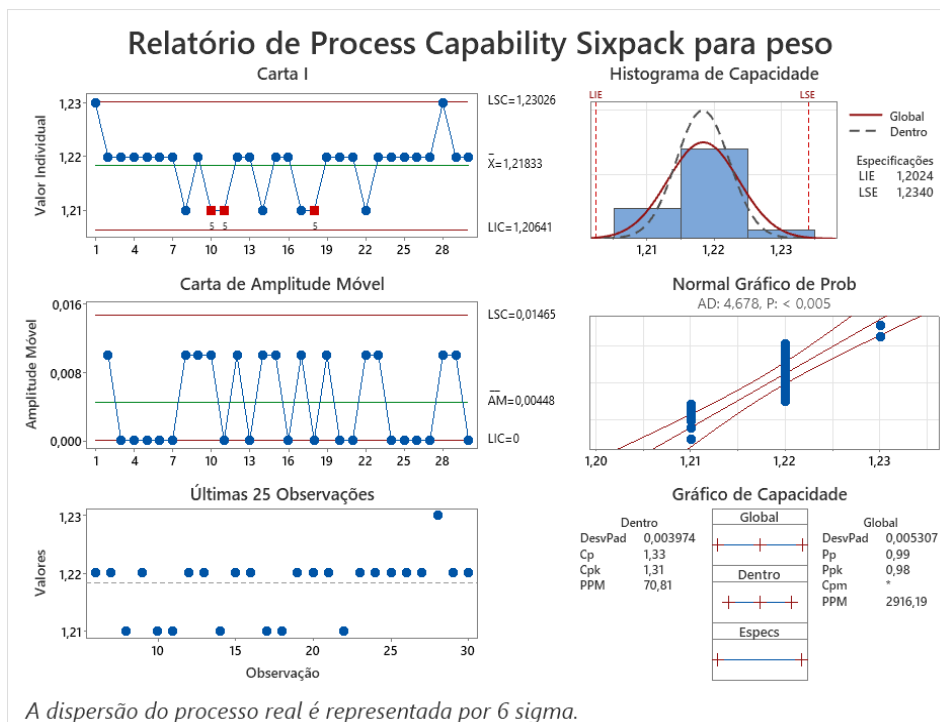 Relatório de Process Capability Sixpack para peso
Carta I
Valor Individual
1,23
1,22
1,21
1
4
7
10
13
16
19
22
25
28
5
5
5
LSC=1,23026
X=1,21833
LIC=1,20641
Histograma de Capacidade
LIE
LSE
1,21
1,22
1,23
Global
Dentro
Especificações
LIE 1,2024
LSE 1,2340
Carta de Amplitude Móvel
Amplitude Móvel
0,016
0,008
0,000
1
4
7
10
13
16
19
22
25
28
LSC=0,01465
AM=0,00448
LIC=0
Normal Gráfico de Prob
AD: 4,678, P: < 0,005
1,20
1,21
1,22
1,23
Últimas 25 Observações
Valores
1,23
1,22
1,21
10
15
20
25
30
Observação
Gráfico de Capacidade
Dentro
DesvPad 0,003974
Cp 1,33
Cpk 1,31
PPM 70,81
Global
Dentro
Especs
Global
DesvPad 0,005307
Pp 0,99
Ppk 0,98
Cpm *
PPM 2916,19
A dispersão do processo real é representada por 6 sigma.